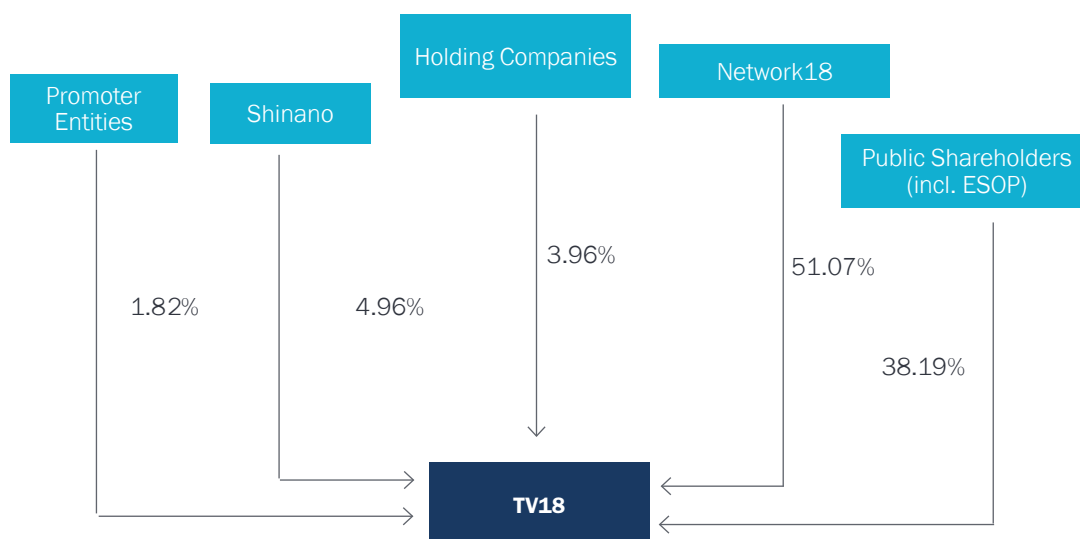 Promoter
Entities
Shinano
Holding Companies
Network18
Public Shareholders
(incl. ESOP)
1.82%
4.96%
3.96%
51.07%
38.19%
TV18